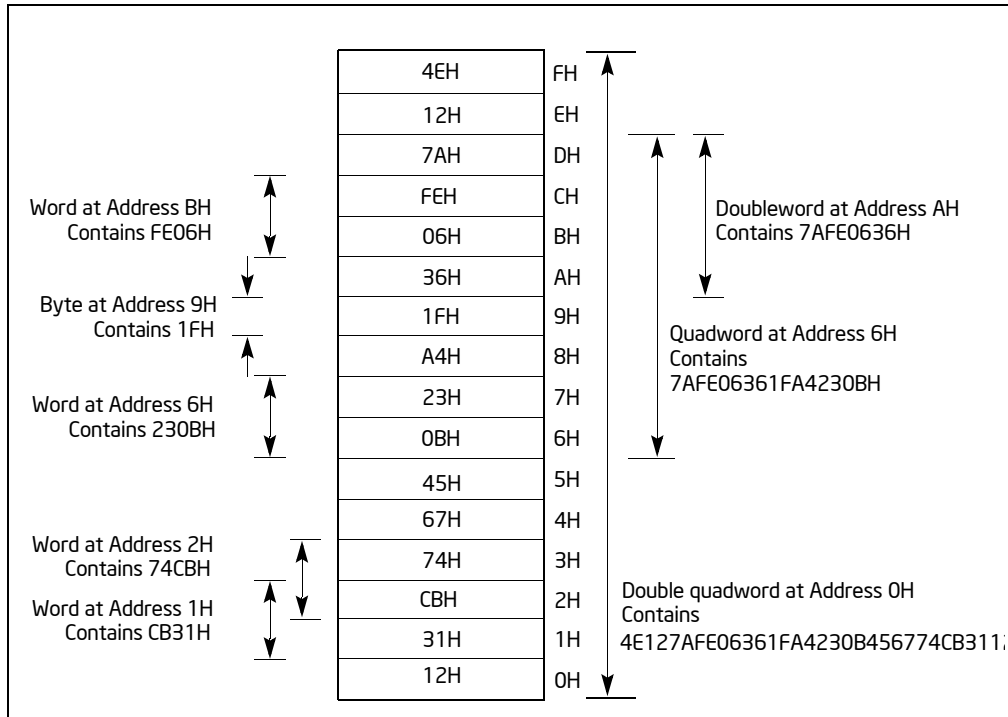 4EH FH
12H EH
7AH DH
FEH CH
06H BH
36H AH
1FH 9H
A4H 8H
23H 7H
0BH 6H
45H 5H
67H 4H
74H 3H
CBH 2H
31H 1H
12H 0H
Word at Address BH
Contains FE06H
Byte at Address 9H
Contains 1FH
Word at Address 6H
Contains 230BH
Word at Address 2H
Contains 74CBH
Word at Address 1H
Contains CB31H
Doubleword at Address AH
Contains 7AFE0636H
Quadword at Address 6H
Contains
7AFE06361FA4230BH
Double quadword at Address 0H
Contains
4E127AFE06361FA4230B456774CB311